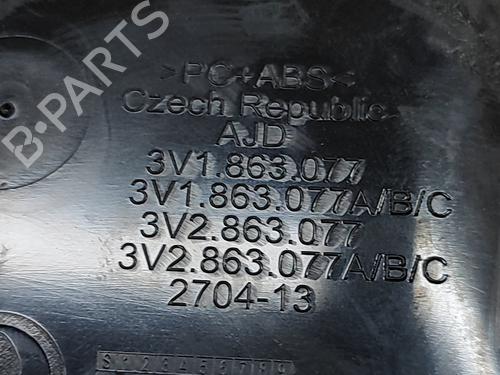 >PC+ABS<
Czech Republic
AJD
3V1.863.077
3V1.863.077A/B/C
3V2.863.077
3V2.863.077A/B/C
2704-13
S123456789
B-PARTS